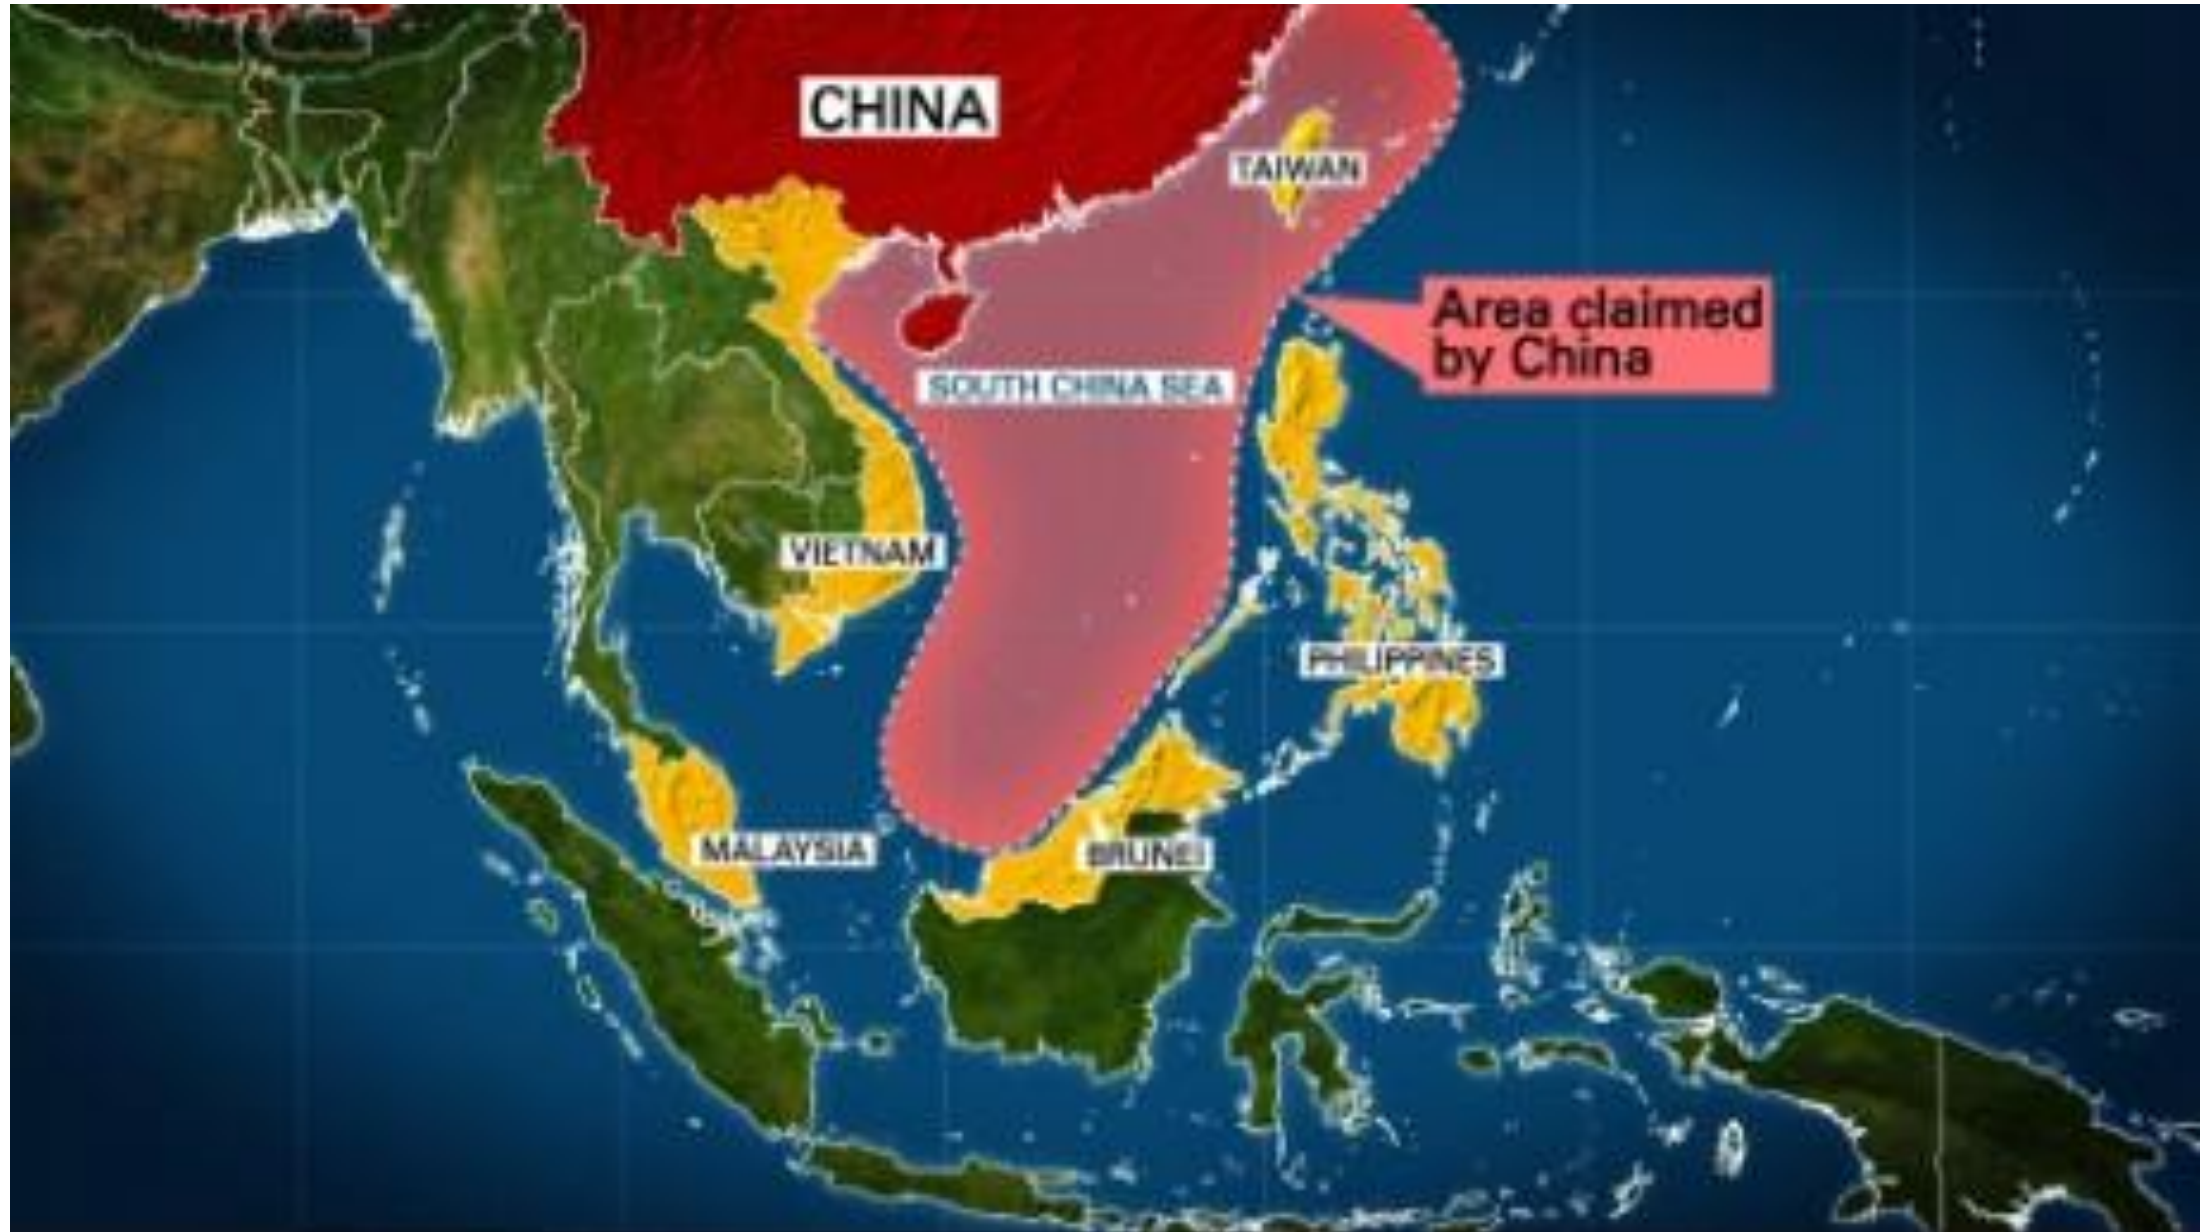 CHINA
TAIWAN
Area claimed
by China
SOUTH CHINA SEA
VIETNAM
PHILIPPINES
MALAYSIA
BRUNEI